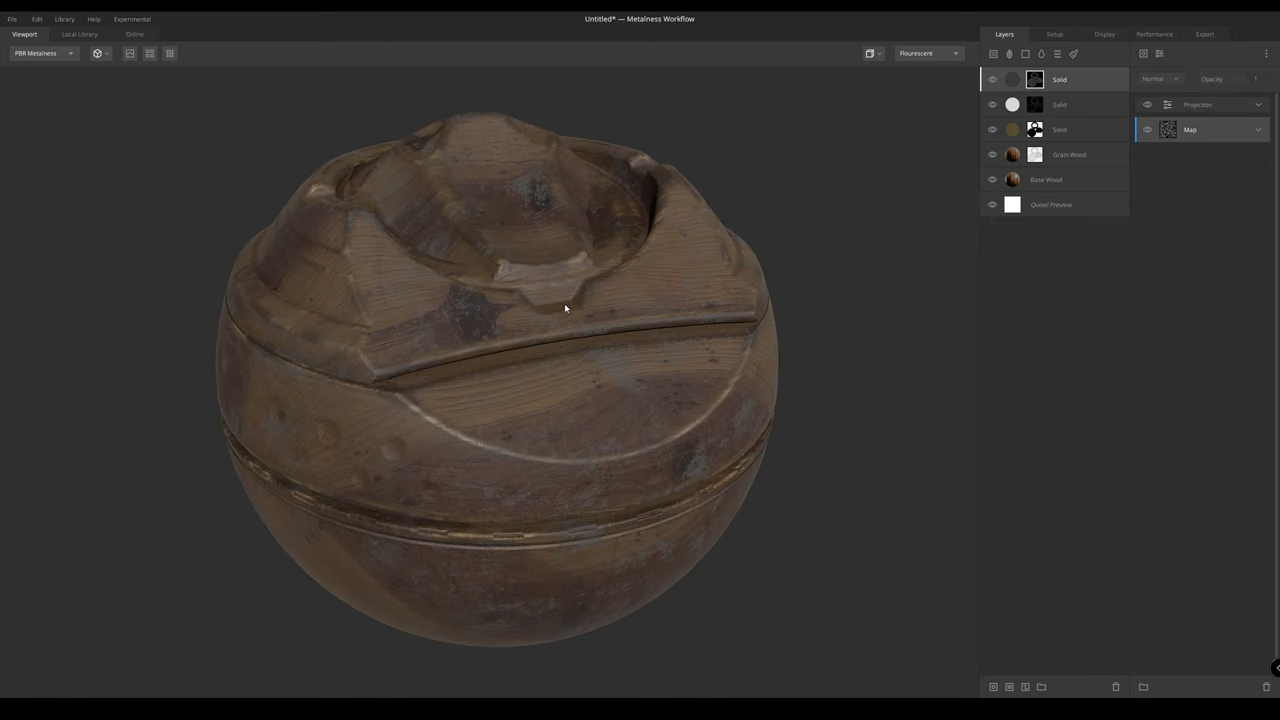 Untitled* — Metalness Workflow
File Edit Library Help Experimental
Viewport Local Library Online
Layers Setup Display Performance Export
PBR Metalness
Flourescent
Solid
Normal Opacity 1
Solid
Projection
Solid
Map
Grain Wood
Base Wood
Quixel Preview